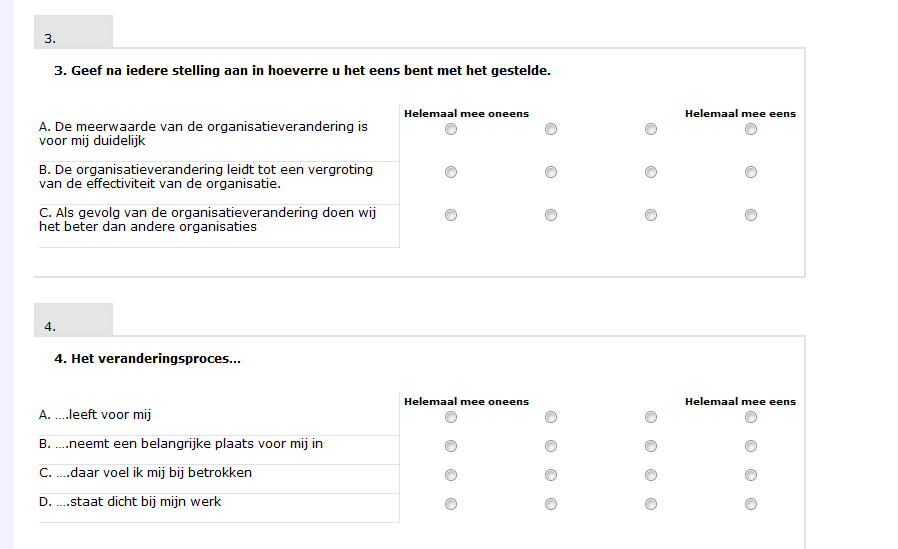 3.
3. Geef na iedere stelling aan in hoeverre u het eens bent met het gestelde.
Helemaal mee oneens Helemaal mee eens
A. De meerwaarde van de organisatieverandering is
voor mij duidelijk
B. De organisatieverandering leidt tot een vergroting
van de effectiviteit van de organisatie.
C. Als gevolg van de organisatieverandering doen wij
het beter dan andere organisaties
4.
4. Het veranderingsproces...
Helemaal mee oneens Helemaal mee eens
A. ....leeft voor mij
B. ....neemt een belangrijke plaats voor mij in
C. ....daar voel ik mij bij betrokken
D. ....staat dicht bij mijn werk